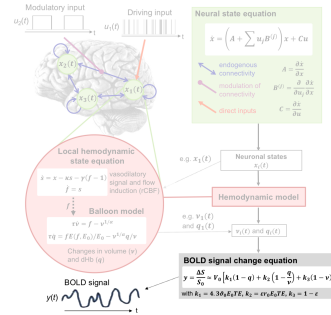 Modulatory input
u₂(t)
t
Driving input
u₁(t)
t
x₂(t)
x₃(t)
x₁(t)
Neural state equation
ẋ = (A + ∑ uⱼB⁽ʲ⁾) x + Cu
endogenous
connectivity
A = ∂ẋ/∂x
modulation of
connectivity
B⁽ʲ⁾ = ∂/∂uⱼ ∂ẋ/∂x
direct inputs
C = ∂ẋ/∂u
Local hemodynamic
state equation
ṡ = x − κs − γ(f − 1)
ḟ = s
vasodilatory
signal and flow
induction (rCBF)
f
Balloon model
τv̇ = f − v^(1/α)
τq̇ = fE(f, E₀)/E₀ − v^(1/α)q/v
Changes in volume (v)
and dHb (q)
e.g. x₁(t)
Neuronal states
xᵢ(t)
Hemodynamic model
e.g. v₁(t)
and q₁(t)
vᵢ(t) and qᵢ(t)
BOLD signal change equation
y = ΔS/S₀ ≈ V₀ [k₁(1 − q) + k₂ (1 − q/v) + k₃(1 − v)]
with k₁ = 4.3ϑ₀E₀TE, k₂ = εr₀E₀TE, k₃ = 1 − ε
BOLD signal
y(t)
t